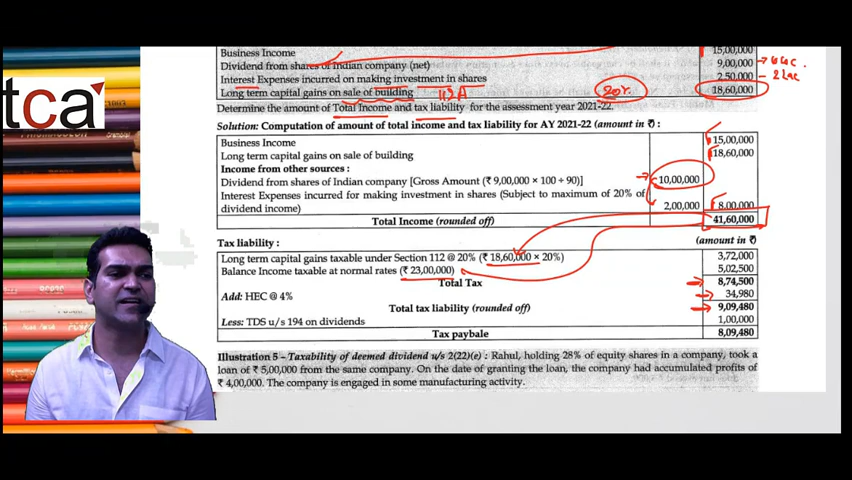 15,00,000
Business Income
Dividend from shares of Indian company (net) 9,00,000
Interest Expenses incurred on making investment in shares 2,50,000 – 2 Lac
Long term capital gains on sale of building 112A 20% 18,60,000
Determine the amount of Total Income and tax liability for the assessment year 2021-22.
Solution: Computation of amount of total income and tax liability for AY 2021-22 (amount in ₹) :
Business Income 15,00,000
Long term capital gains on sale of building 18,60,000
Income from other sources :
Dividend from shares of Indian company [Gross Amount (₹ 9,00,000 × 100 ÷ 90)] 10,00,000
Interest Expenses incurred for making investment in shares (Subject to maximum of 20% of
dividend income) 2,00,000 8,00,000
Total Income (rounded off) 41,60,000
Tax liability : (amount in ₹)
Long term capital gains taxable under Section 112 @ 20% (₹ 18,60,000 × 20%) 3,72,000
Balance Income taxable at normal rates (₹ 23,00,000) 5,02,500
Total Tax 8,74,500
Add: HEC @ 4% 34,980
Total tax liability (rounded off) 9,09,480
Less: TDS u/s 194 on dividends 1,00,000
Tax paybale 8,09,480
Illustration 5 – Taxability of deemed dividend u/s 2(22)(e) : Rahul, holding 28% of equity shares in a company, took a
loan of ₹ 5,00,000 from the same company. On the date of granting the loan, the company had accumulated profits of
₹ 4,00,000. The company is engaged in some manufacturing activity.
tca